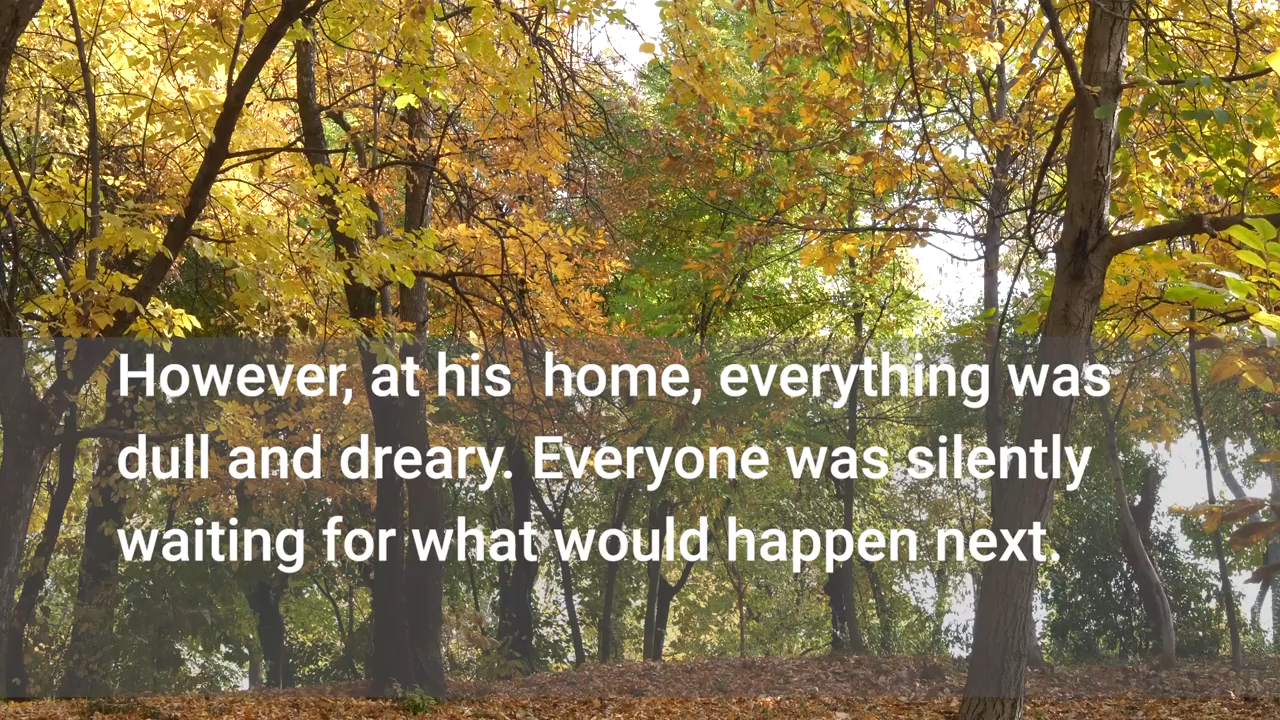 However, at his  home, everything was
dull and dreary. Everyone was silently
waiting for what would happen next.